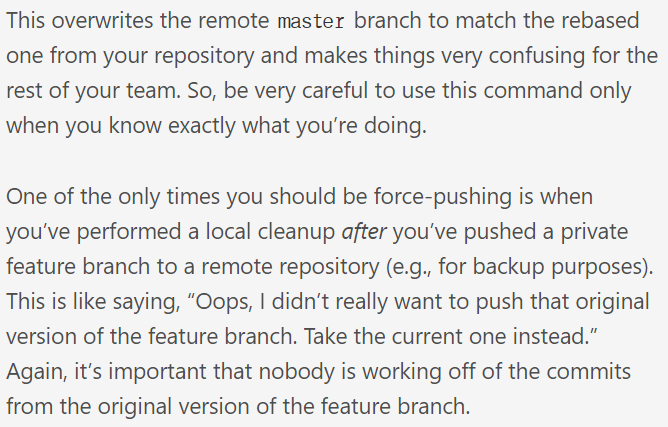 This overwrites the remote master branch to match the rebased
one from your repository and makes things very confusing for the
rest of your team. So, be very careful to use this command only
when you know exactly what you’re doing.
One of the only times you should be force-pushing is when
you’ve performed a local cleanup after you’ve pushed a private
feature branch to a remote repository (e.g., for backup purposes).
This is like saying, “Oops, I didn’t really want to push that original
version of the feature branch. Take the current one instead.”
Again, it’s important that nobody is working off of the commits
from the original version of the feature branch.